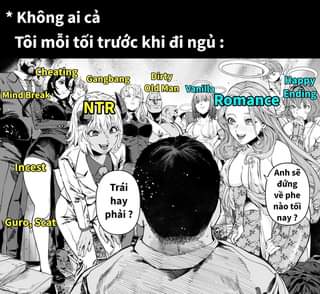 * Không ai cả
Tôi mỗi tối trước khi đi ngủ :
Cheating
Mind Break
Gangbang
Dirty
Old Man
Vanilla
Happy
Ending
NTR
Romance
Incest
Guro, Scat
Trái
hay
phải ?
Anh sẽ
đứng
về phe
nào tối
nay ?